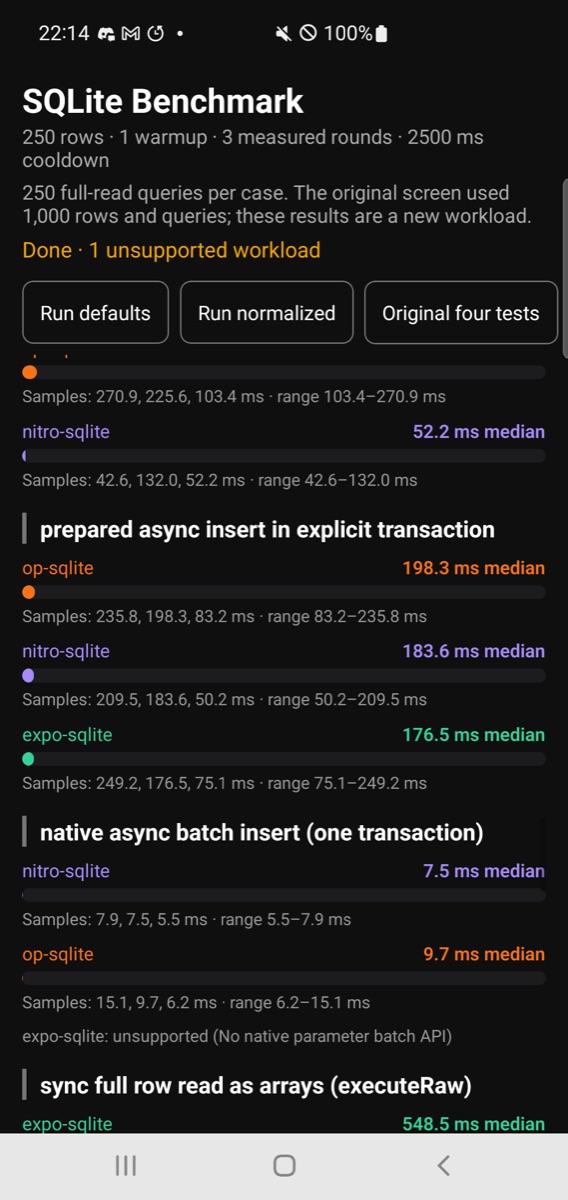 22:14
100%
SQLite Benchmark
250 rows · 1 warmup · 3 measured rounds · 2500 ms
cooldown
250 full-read queries per case. The original screen used
1,000 rows and queries; these results are a new workload.
Done · 1 unsupported workload
Run defaults
Run normalized
Original four tests
Samples: 270.9, 225.6, 103.4 ms · range 103.4–270.9 ms
nitro-sqlite 52.2 ms median
Samples: 42.6, 132.0, 52.2 ms · range 42.6–132.0 ms
prepared async insert in explicit transaction
op-sqlite 198.3 ms median
Samples: 235.8, 198.3, 83.2 ms · range 83.2–235.8 ms
nitro-sqlite 183.6 ms median
Samples: 209.5, 183.6, 50.2 ms · range 50.2–209.5 ms
expo-sqlite 176.5 ms median
Samples: 249.2, 176.5, 75.1 ms · range 75.1–249.2 ms
native async batch insert (one transaction)
nitro-sqlite 7.5 ms median
Samples: 7.9, 7.5, 5.5 ms · range 5.5–7.9 ms
op-sqlite 9.7 ms median
Samples: 15.1, 9.7, 6.2 ms · range 6.2–15.1 ms
expo-sqlite: unsupported (No native parameter batch API)
sync full row read as arrays (executeRaw)
expo-sqlite 548.5 ms median